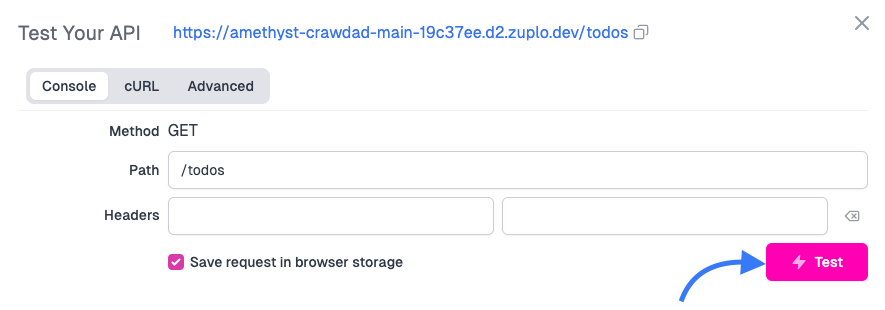 Test Your API https://amethyst-crawdad-main-19c37ee.d2.zuplo.dev/todos
Console cURL Advanced
Method GET
Path /todos
Headers
Save request in browser storage Test